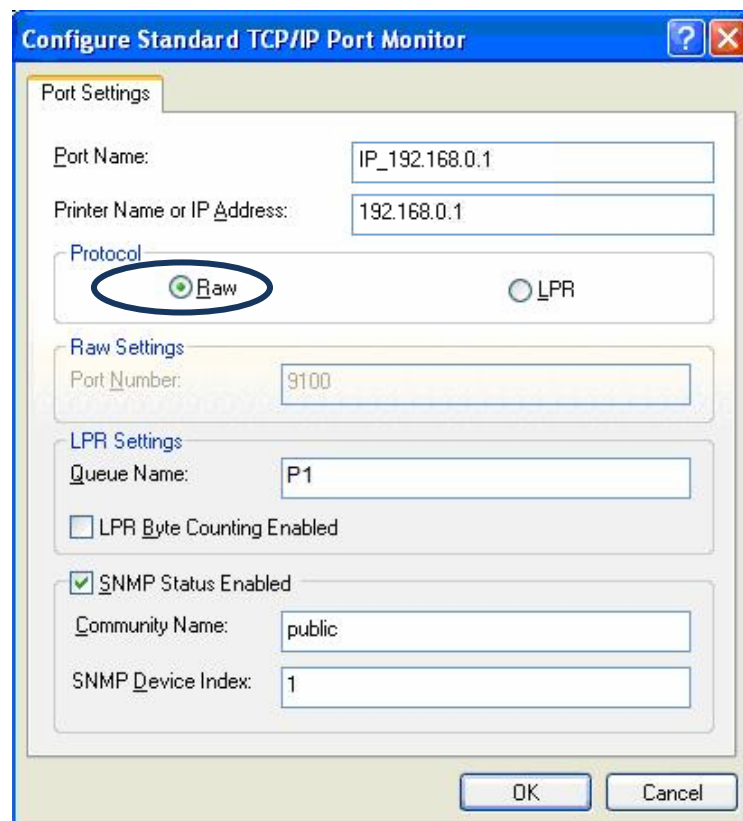 Configure Standard TCP/IP Port Monitor
Port Settings
Port Name: IP_192.168.0.1
Printer Name or IP Address: 192.168.0.1
Protocol
Raw LPR
Raw Settings
Port Number: 9100
LPR Settings
Queue Name: P1
LPR Byte Counting Enabled
SNMP Status Enabled
Community Name: public
SNMP Device Index: 1
OK Cancel